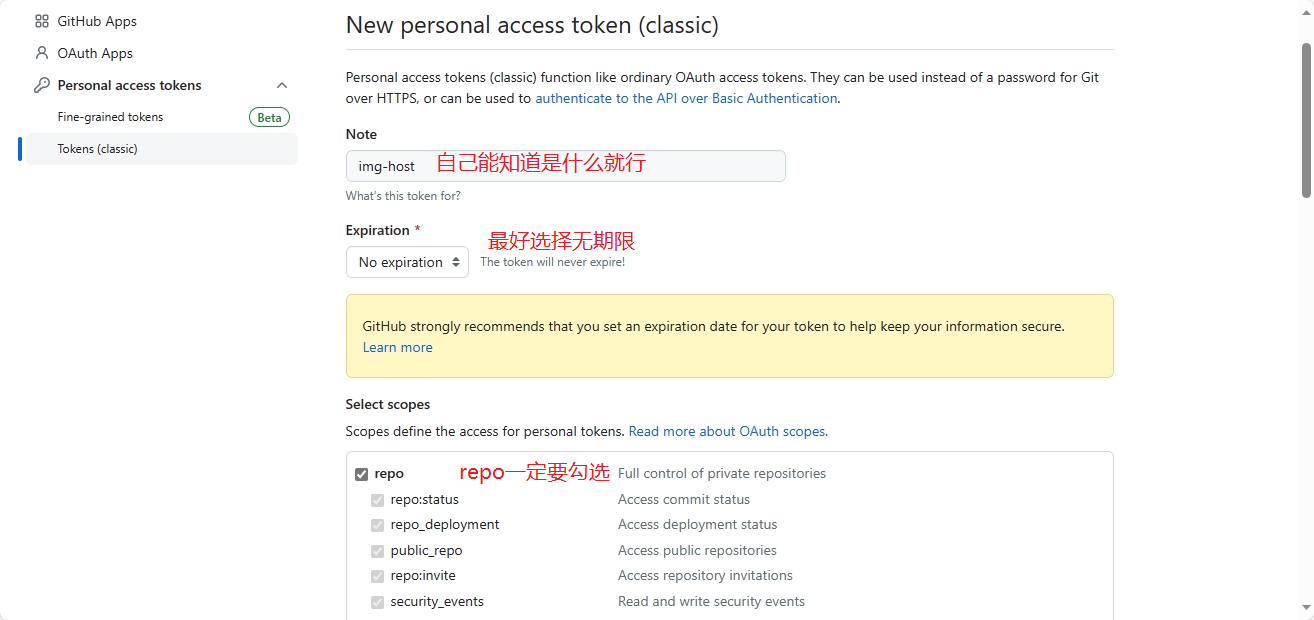 GitHub Apps
OAuth Apps
Personal access tokens
Fine-grained tokens Beta
Tokens (classic)
New personal access token (classic)
Personal access tokens (classic) function like ordinary OAuth access tokens. They can be used instead of a password for Git
over HTTPS, or can be used to authenticate to the API over Basic Authentication.
Note
img-host 自己能知道是什么就行
What's this token for?
Expiration *
最好选择无期限
No expiration The token will never expire!
GitHub strongly recommends that you set an expiration date for your token to help keep your information secure.
Learn more
Select scopes
Scopes define the access for personal tokens. Read more about OAuth scopes.
repo repo一定要勾选 Full control of private repositories
repo:status Access commit status
repo_deployment Access deployment status
public_repo Access public repositories
repo:invite Access repository invitations
security_events Read and write security events